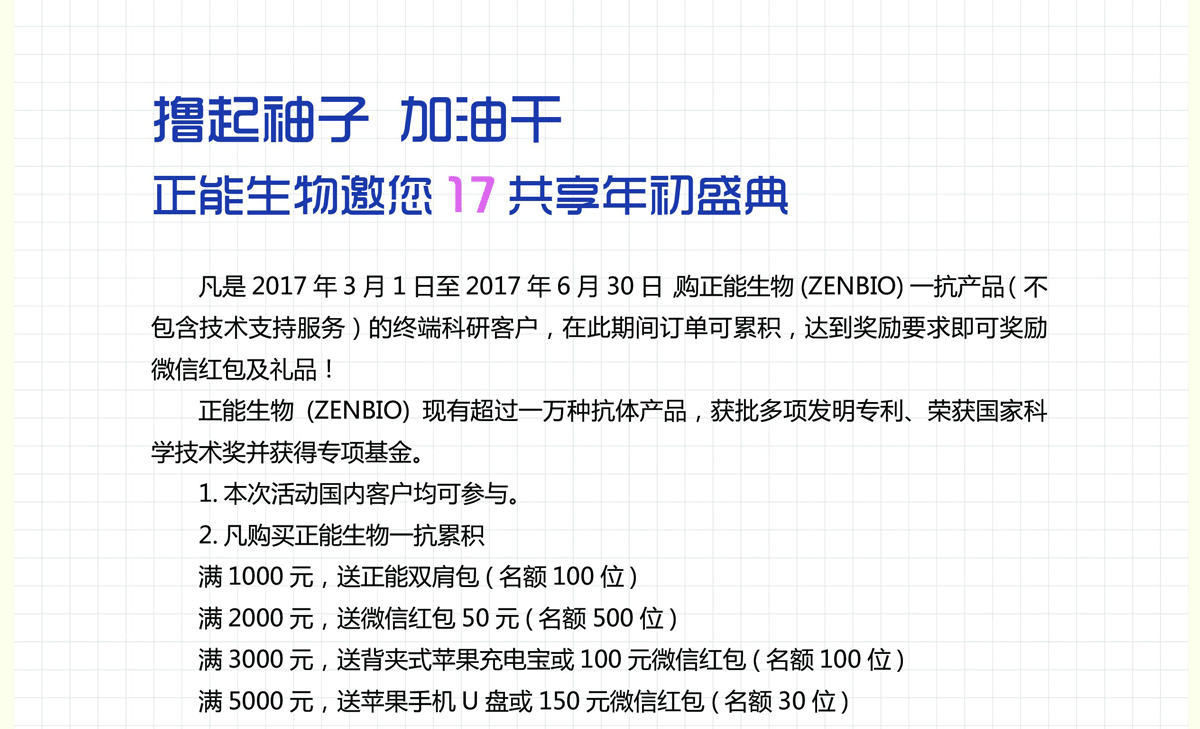 撸起袖子 加油干
正能生物邀您 17 共享年初盛典
凡是 2017 年 3 月 1 日至 2017 年 6 月 30 日 ,购正能生物 (ZENBIO) 一抗产品 ( 不
包含技术支持服务 ) 的终端科研客户，在此期间订单可累积，达到奖励要求即可奖励
微信红包及礼品！
正能生物 (ZENBIO) 现有超过一万种抗体产品，获批多项发明专利、荣获国家科
学技术奖并获得专项基金。
1. 本次活动国内客户均可参与。
2. 凡购买正能生物一抗累积
满 1000 元，送正能双肩包 ( 名额 100 位 )
满 2000 元，送微信红包 50 元 ( 名额 500 位 )
满 3000 元，送背夹式苹果充电宝或 100 元微信红包 ( 名额 100 位 )
满 5000 元，送苹果手机 U 盘或 150 元微信红包 ( 名额 30 位 )